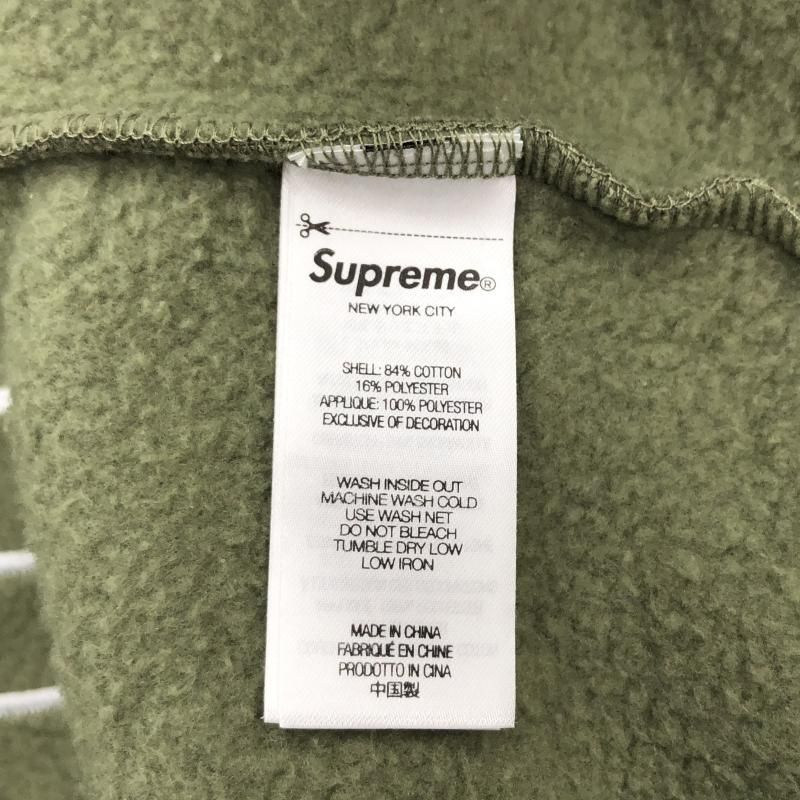 Supreme®
NEW YORK CITY
SHELL: 84% COTTON
16% POLYESTER
APPLIQUE: 100% POLYESTER
EXCLUSIVE OF DECORATION
WASH INSIDE OUT
MACHINE WASH COLD
USE WASH NET
DO NOT BLEACH
TUMBLE DRY LOW
LOW IRON
MADE IN CHINA
FABRIQUÉ EN CHINE
PRODOTTO IN CINA
中国製